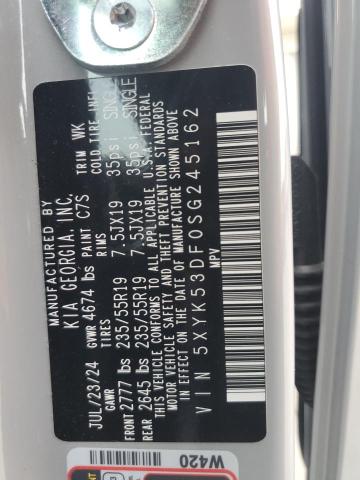 MANUFACTURED BY
KIA GEORGIA, INC.
JUL/23/24 GVWR 4674 lbs PAINT C7S TRIM WK
GAWR TIRES RIMS COLD TIRE INFL
FRONT 2777 lbs 235/55R19 7.5JX19 35psi SINGLE
REAR 2645 lbs 235/55R19 7.5JX19 35psi SINGLE
THIS VEHICLE CONFORMS TO ALL APPLICABLE U.S.A. FEDERAL
MOTOR VEHICLE SAFETY AND THEFT PREVENTION STANDARDS
IN EFFECT ON THE DATE OF MANUFACTURE SHOWN ABOVE
VIN 5XYK53DF0SG245162
MPV
W420